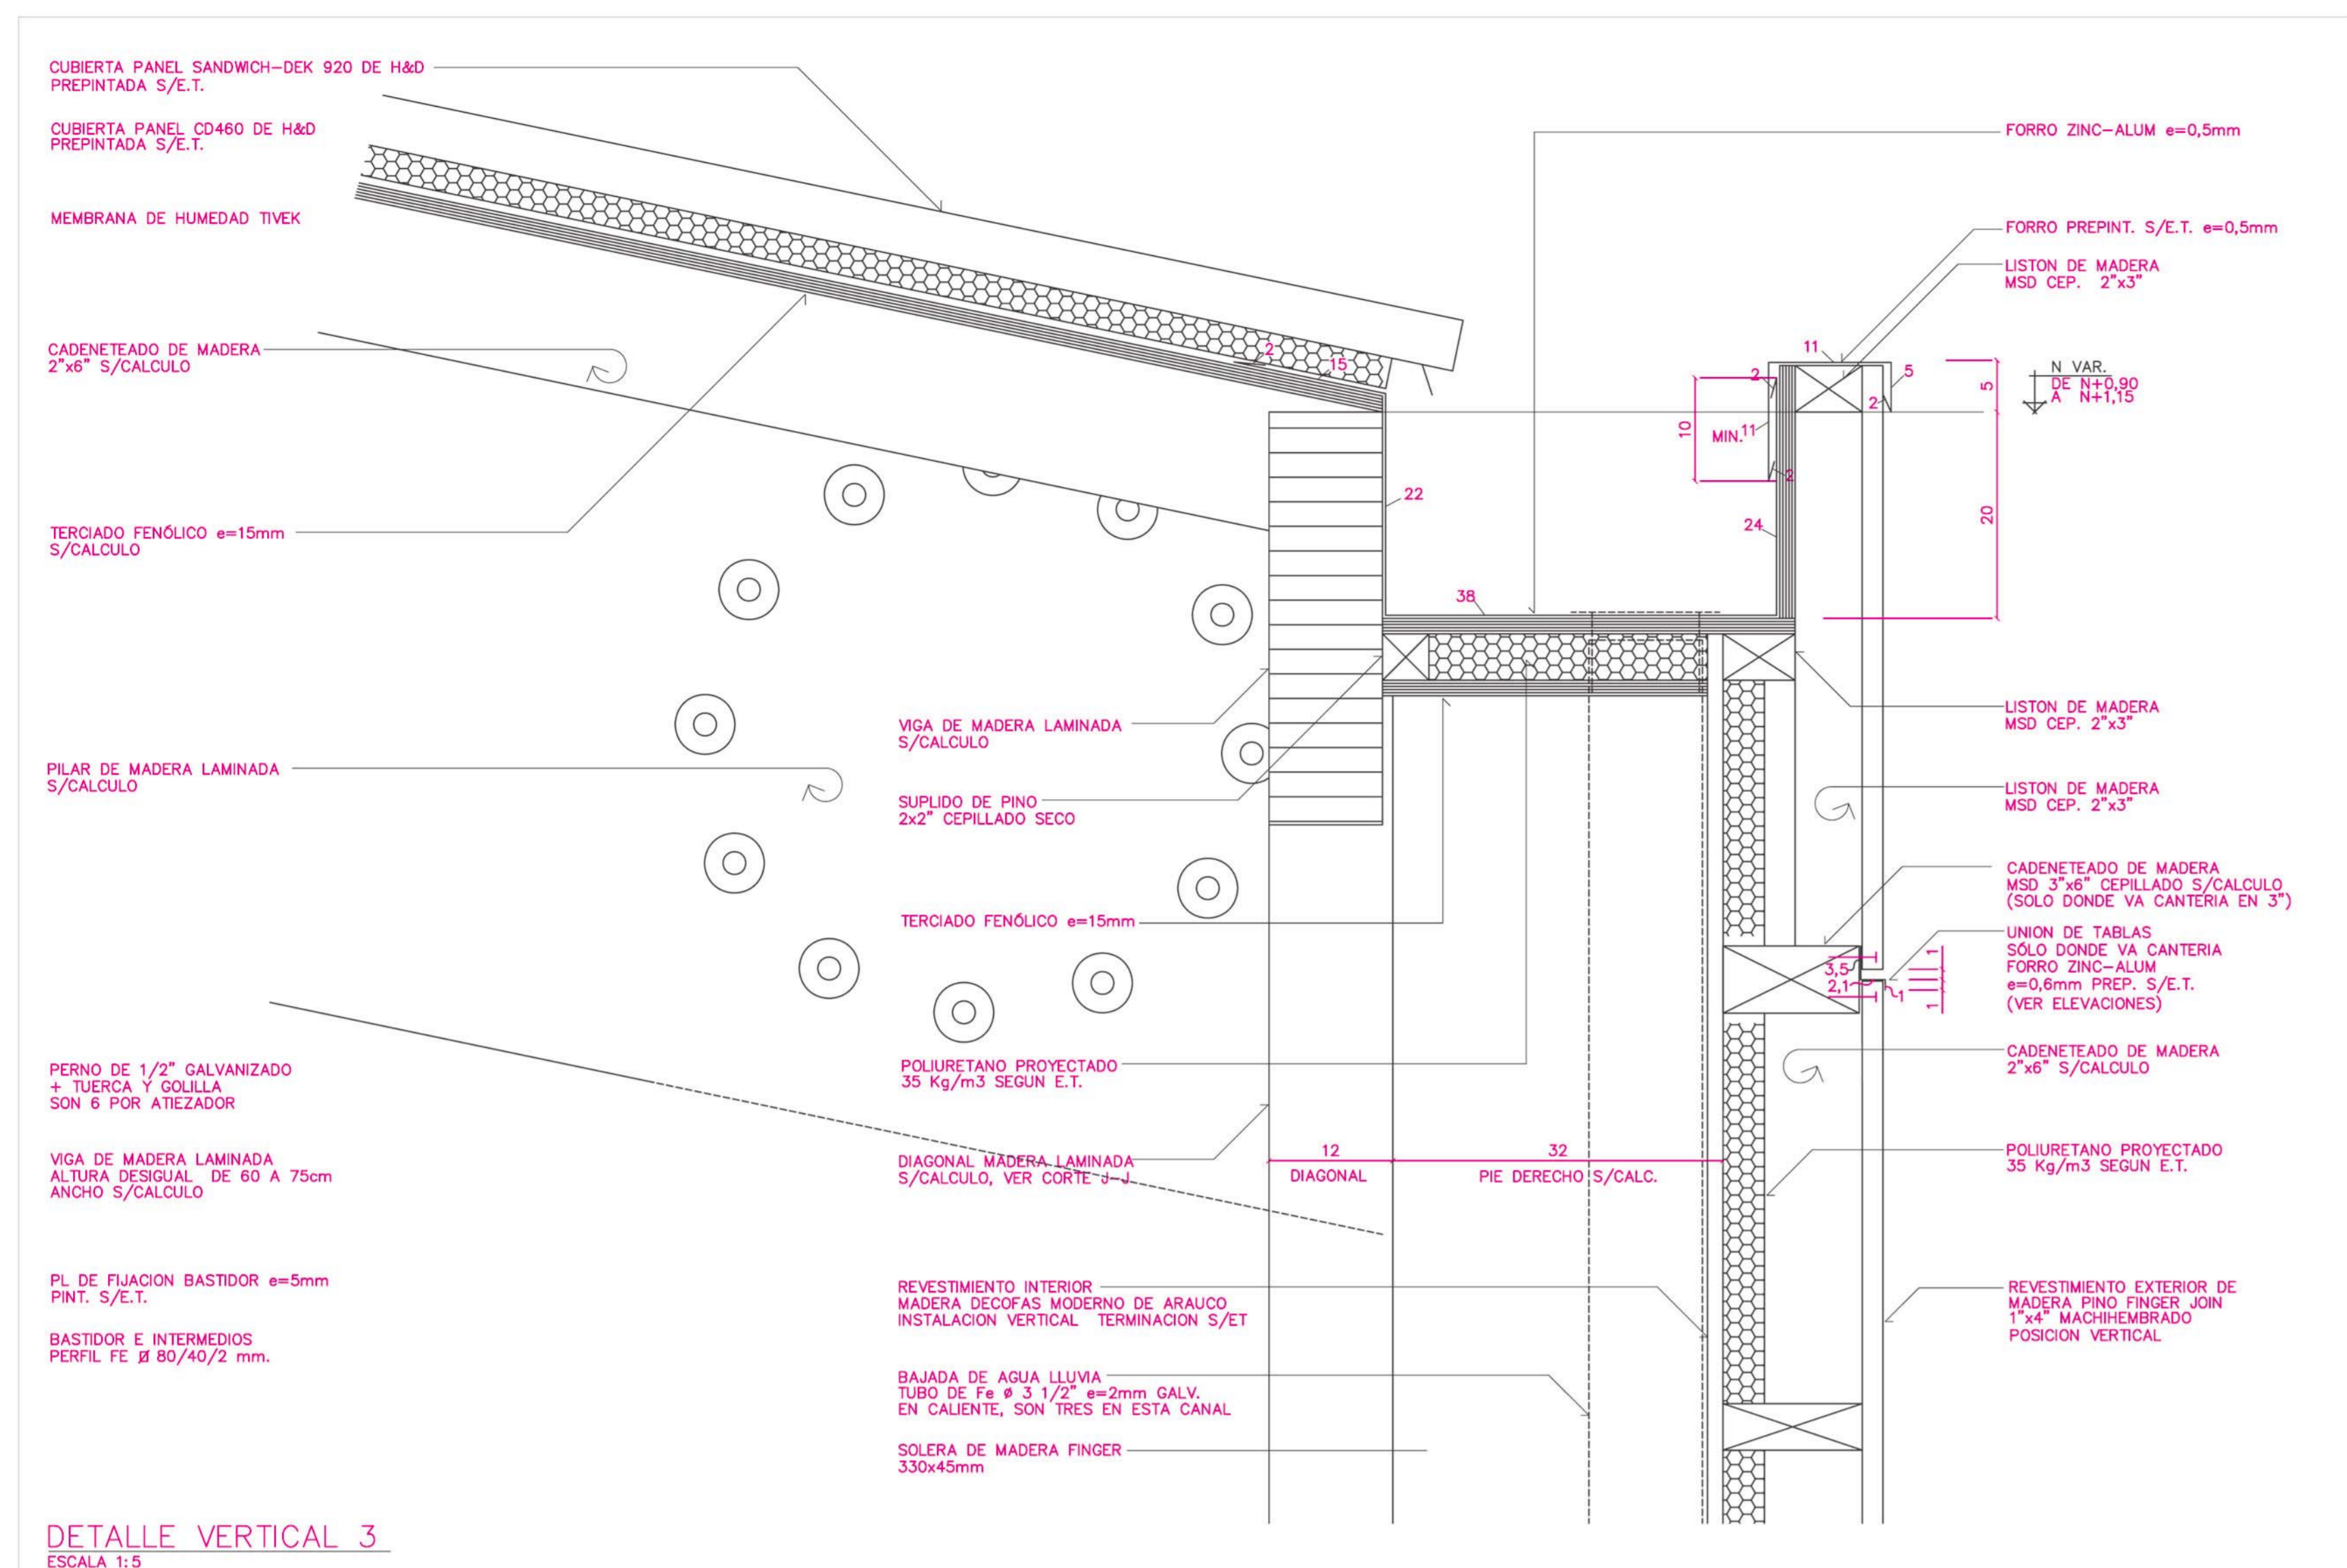 CUBIERTA PANEL SANDWICH-DEK 920 DE H&D
PREPINTADA S/E.T.
CUBIERTA PANEL CD460 DE H&D
PREPINTADA S/E.T.
MEMBRANA DE HUMEDAD TIVEK
CADENETEADO DE MADERA
2"x6" S/CALCULO
TERCIADO FENÓLICO e=15mm
S/CALCULO
PILAR DE MADERA LAMINADA
S/CALCULO
PERNO DE 1/2" GALVANIZADO
+ TUERCA Y GOLILLA
SON 6 POR ATIEZADOR
VIGA DE MADERA LAMINADA
ALTURA DESIGUAL DE 60 A 75cm
ANCHO S/CALCULO
PL DE FIJACION BASTIDOR e=5mm
PINT. S/E.T.
BASTIDOR E INTERMEDIOS
PERFIL FE Ø 80/40/2 mm.
VIGA DE MADERA LAMINADA
S/CALCULO
SUPLIDO DE PINO
2x2" CEPILLADO SECO
TERCIADO FENÓLICO e=15mm
POLIURETANO PROYECTADO
35 Kg/m3 SEGUN E.T.
DIAGONAL MADERA LAMINADA
S/CALCULO, VER CORTE J-J
REVESTIMIENTO INTERIOR
MADERA DECOFAS MODERNO DE ARAUCO
INSTALACION VERTICAL TERMINACION S/ET
BAJADA DE AGUA LLUVIA
TUBO DE Fe ø 3 1/2" e=2mm GALV.
EN CALIENTE, SON TRES EN ESTA CANAL
SOLERA DE MADERA FINGER
330x45mm
2
15
22
38
24
10
MIN.
11
2
2
11
5
2
5
20
12
DIAGONAL
32
PIE DERECHO S/CALC.
3,5
2,1
1
1
1
N VAR.
DE N+0,90
A N+1,15
FORRO ZINC-ALUM e=0,5mm
FORRO PREPINT. S/E.T. e=0,5mm
LISTON DE MADERA
MSD CEP. 2"x3"
LISTON DE MADERA
MSD CEP. 2"x3"
LISTON DE MADERA
MSD CEP. 2"x3"
CADENETEADO DE MADERA
MSD 3"x6" CEPILLADO S/CALCULO
(SOLO DONDE VA CANTERIA EN 3")
UNION DE TABLAS
SÓLO DONDE VA CANTERIA
FORRO ZINC-ALUM
e=0,6mm PREP. S/E.T.
(VER ELEVACIONES)
CADENETEADO DE MADERA
2"x6" S/CALCULO
POLIURETANO PROYECTADO
35 Kg/m3 SEGUN E.T.
REVESTIMIENTO EXTERIOR DE
MADERA PINO FINGER JOIN
1"x4" MACHIHEMBRADO
POSICION VERTICAL
DETALLE VERTICAL 3
ESCALA 1:5